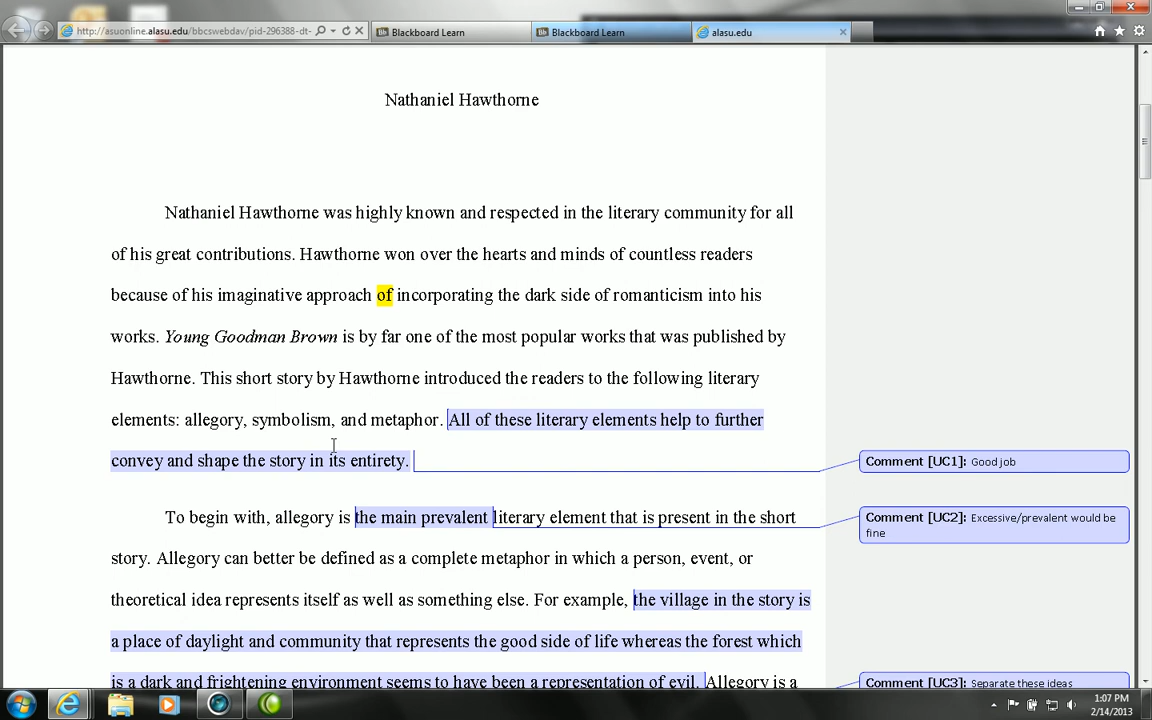 http://asuonline.alasu.edu/bbcswebdav/pid-296388-dt-
Blackboard Learn
Blackboard Learn
alasu.edu
Nathaniel Hawthorne
Nathaniel Hawthorne was highly known and respected in the literary community for all
of his great contributions. Hawthorne won over the hearts and minds of countless readers
because of his imaginative approach of incorporating the dark side of romanticism into his
works. Young Goodman Brown is by far one of the most popular works that was published by
Hawthorne. This short story by Hawthorne introduced the readers to the following literary
elements: allegory, symbolism, and metaphor. All of these literary elements help to further
convey and shape the story in its entirety.
Comment [UC1]: Good job
To begin with, allegory is the main prevalent literary element that is present in the short
Comment [UC2]: Excessive/prevalent would be
fine
story. Allegory can better be defined as a complete metaphor in which a person, event, or
theoretical idea represents itself as well as something else. For example, the village in the story is
a place of daylight and community that represents the good side of life whereas the forest which
is a dark and frightening environment seems to have been a representation of evil. Allegory is a
Comment [UC3]: Separate these ideas
1:07 PM
2/14/2013